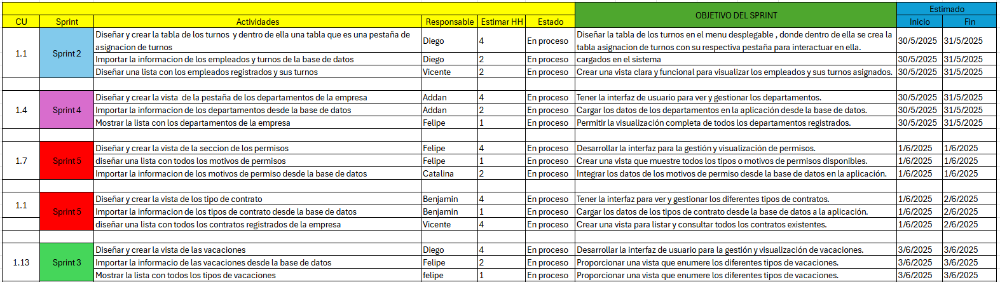 OBJETIVO DEL SPRINT Estimado
CU Sprint Actividades Responsable Estimar HH Estado Inicio Fin
1.1 Sprint 2
Diseñar y crear la tabla de los turnos y dentro de ella una tabla que es una pestaña de
asignacion de turnos
Diego 4 En proceso
Diseñar la tabla de los turnos en el menu desplegable , donde dentro de ella se crea la
tabla asignacion de turnos con su respectiva pestaña para interactuar en ella.
30/5/2025 31/5/2025
Importar la informacion de los empleados y turnos de la base de datos Diego 2 En proceso cargados en el sistema 30/5/2025 31/5/2025
Diseñar una lista con los empleados registrados y sus turnos Vicente 2 En proceso Crear una vista clara y funcional para visualizar los empleados y sus turnos asignados. 30/5/2025 31/5/2025
1.4 Sprint 4
Diseñar y crear la vista de la pestaña de los departamentos de la empresa Addan 4 En proceso Tener la interfaz de usuario para ver y gestionar los departamentos. 30/5/2025 31/5/2025
Importar la informacion de los departamentos desde la base de datos Addan 2 En proceso Cargar los datos de los departamentos en la aplicación desde la base de datos. 30/5/2025 31/5/2025
Mostrar la lista con los departamentos de la empresa Felipe 1 En proceso Permitir la visualización completa de todos los departamentos registrados. 30/5/2025 31/5/2025
1.7 Sprint 5
Diseñar y crear la vista de la seccion de los permisos Felipe 4 En proceso Desarrollar la interfaz para la gestión y visualización de permisos. 1/6/2025 1/6/2025
diseñar una lista con todos los motivos de permisos Felipe 1 En proceso Crear una vista que muestre todos los tipos o motivos de permisos disponibles. 1/6/2025 1/6/2025
Importar la informacion de los motivos de permiso desde la base de datos Catalina 2 En proceso Integrar los datos de los motivos de permiso desde la base de datos en la aplicación. 1/6/2025 1/6/2025
1.1 Sprint 5
Diseñar y crear la vista de los tipo de contrato Benjamin 4 En proceso Tener la interfaz para ver y gestionar los diferentes tipos de contratos. 1/6/2025 2/6/2025
Importar la informacion de los tipos de contrato desde la base de datos Benjamin 1 En proceso Cargar los datos de los tipos de contrato desde la base de datos a la aplicación. 1/6/2025 2/6/2025
diseñar una lista con todos los contratos registrados de la empresa Vicente 4 En proceso Crear una vista para listar y consultar todos los contratos existentes. 1/6/2025 2/6/2025
1.13 Sprint 3
Diseñar y crear la vista de las vacaciones Diego 4 En proceso Desarrollar la interfaz de usuario para la gestión y visualización de vacaciones. 3/6/2025 3/6/2025
Importar la informacio de las vacaciones desde la base de datos Felipe 2 En proceso Proporcionar una vista que enumere los diferentes tipos de vacaciones. 3/6/2025 3/6/2025
Mostrar la lista con todos los tipos de vacaciones felipe 1 En proceso Proporcionar una vista que enumere los diferentes tipos de vacaciones. 3/6/2025 3/6/2025